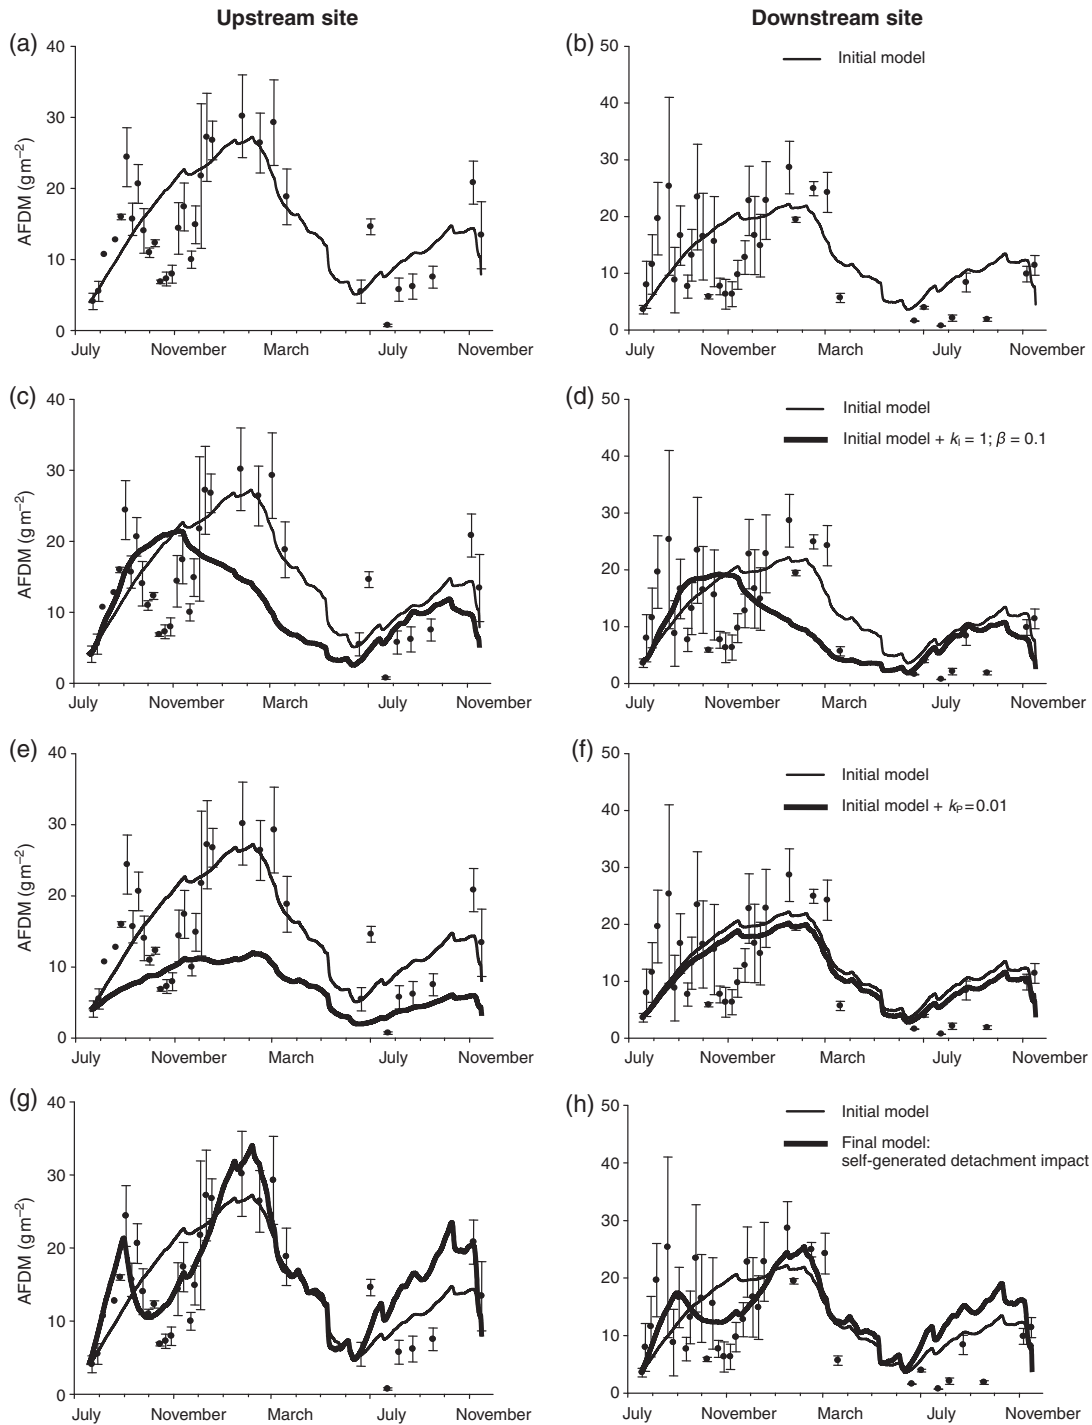 Upstream site
Downstream site
(a)
40
30
20
10
0
AFDM (gm−2)
July
November
March
July
November
(b)
50
40
30
20
10
0
Initial model
July
November
March
July
November
(c)
40
30
20
10
0
AFDM (gm−2)
July
November
March
July
November
(d)
50
40
30
20
10
0
Initial model
Initial model + kI = 1; β = 0.1
July
November
March
July
November
(e)
40
30
20
10
0
AFDM (gm−2)
July
November
March
July
November
(f)
50
40
30
20
10
0
Initial model
Initial model + kP = 0.01
July
November
March
July
November
(g)
40
30
20
10
0
AFDM (gm−2)
July
November
March
July
November
(h)
50
40
30
20
10
0
Initial model
Final model:
self-generated detachment impact
July
November
March
July
November